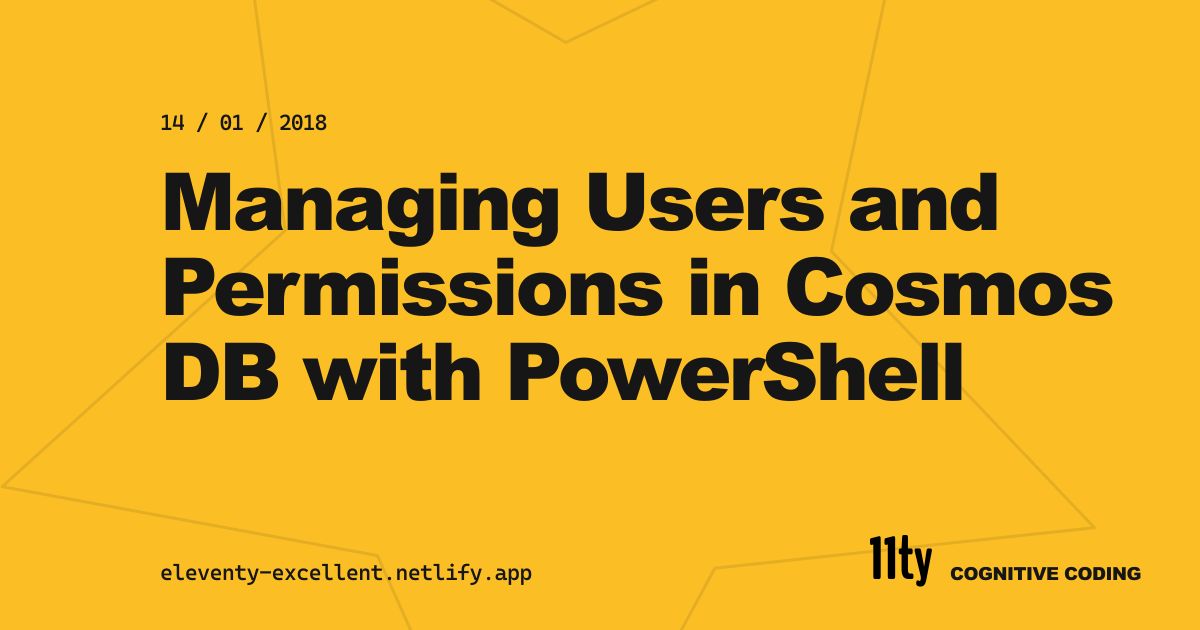 14 / 01 / 2018
Managing Users and
Permissions in Cosmos
DB with PowerShell
eleventy-excellent.netlify.app
11ty COGNITIVE CODING